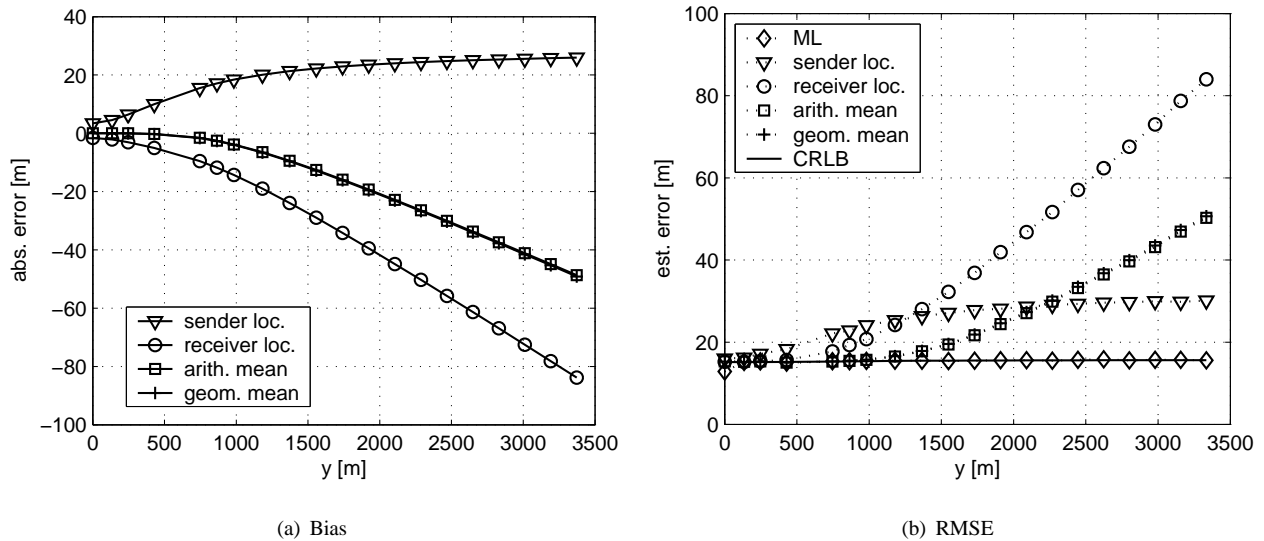 20
40
0
−20
−40
−60
−80
−100
abs. error [m]
0
500
1000
1500
2000
2500
3000
3500
y [m]
sender loc.
receiver loc.
arith. mean
geom. mean
(a) Bias
100
80
60
40
20
0
est. error [m]
0
500
1000
1500
2000
2500
3000
3500
y [m]
ML
sender loc.
receiver loc.
arith. mean
geom. mean
CRLB
(b) RMSE